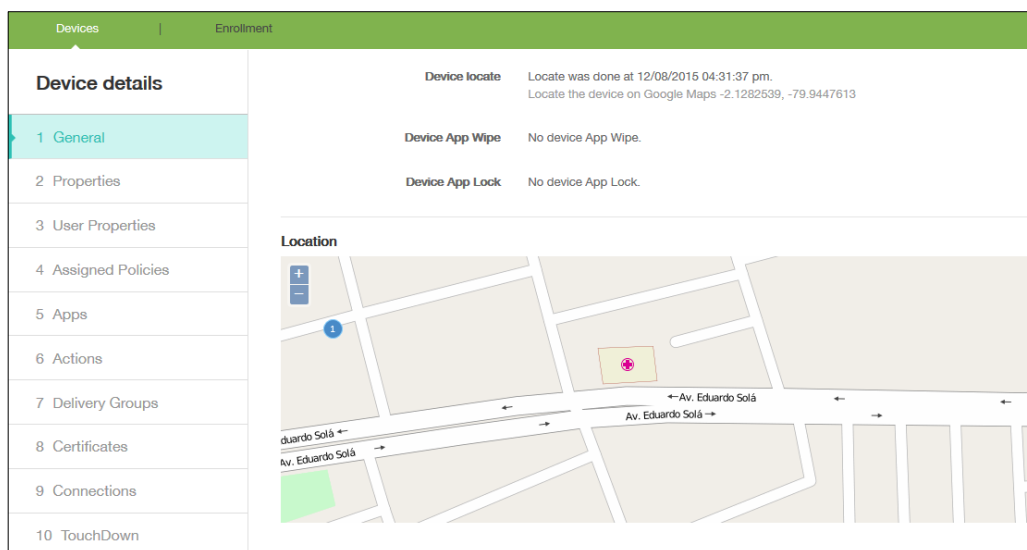 Devices | Enrollment
Device details
1 General
2 Properties
3 User Properties
4 Assigned Policies
5 Apps
6 Actions
7 Delivery Groups
8 Certificates
9 Connections
10 TouchDown
Device locate Locate was done at 12/08/2015 04:31:37 pm.
Locate the device on Google Maps -2.1282539, -79.9447613
Device App Wipe No device App Wipe.
Device App Lock No device App Lock.
Location
+
−
1
←Av. Eduardo Solá
Av. Eduardo Solá →
duardo Solá ←
Av. Eduardo Solá